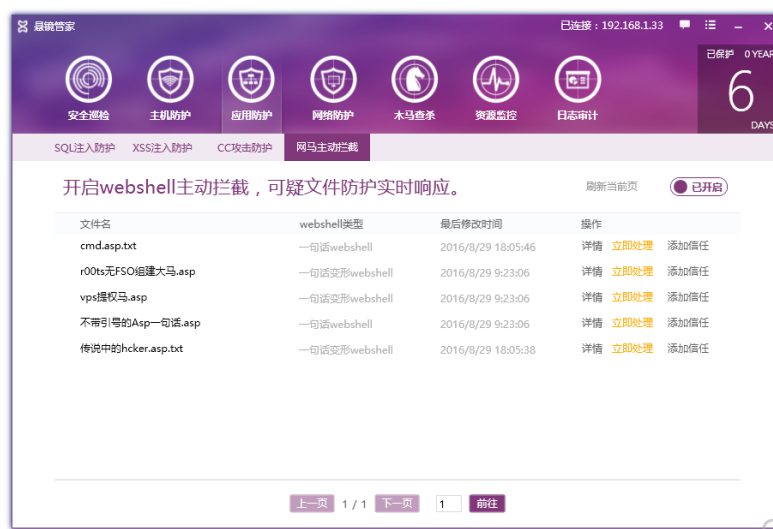 悬镜管家 已连接：192.168.1.33
已保护 0 YEAR
6
DAYS
安全巡检 主机防护 应用防护 网络防护 木马查杀 资源监控 日志审计
SQL注入防护 XSS注入防护 CC攻击防护 网马主动拦截
开启webshell主动拦截，可疑文件防护实时响应。 刷新当前页 已开启
文件名 webshell类型 最后修改时间 操作
cmd.asp.txt 一句话webshell 2016/8/29 18:05:46 详情 立即处理 添加信任
r00ts无FSO组建大马.asp 一句话变形webshell 2016/8/29 9:23:06 详情 立即处理 添加信任
vps提权马.asp 一句话变形webshell 2016/8/29 9:23:06 详情 立即处理 添加信任
不带引号的Asp一句话.asp 一句话webshell 2016/8/29 9:23:06 详情 立即处理 添加信任
传说中的hcker.asp.txt 一句话变形webshell 2016/8/29 18:05:38 详情 立即处理 添加信任
上一页 1 / 1 下一页 1 前往